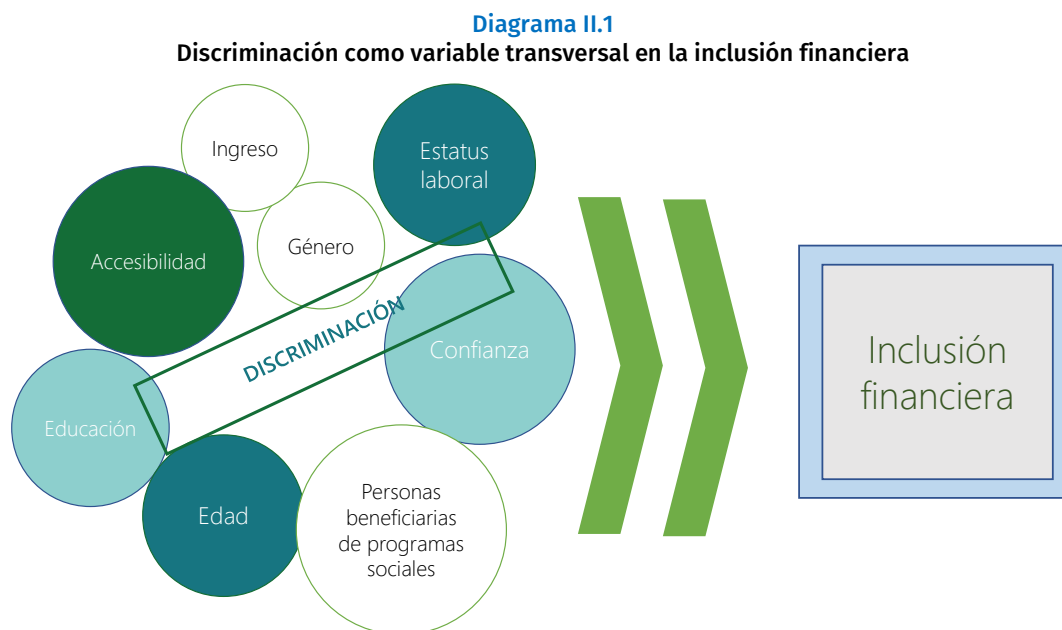 Diagrama II.1
Discriminación como variable transversal en la inclusión financiera
Ingreso
Estatus
laboral
Género
Accesibilidad
DISCRIMINACIÓN
Confianza
Educación
Edad
Personas
beneficiarias
de programas
sociales
Inclusión
financiera